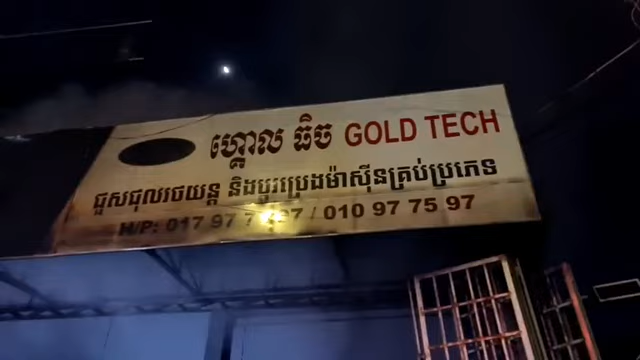 ហ្គោល ធិច GOLD TECH
ជួសជុលរថយន្ត និងបូរប្រេងម៉ាស៊ីនគ្រប់ប្រភេទ
H/P: 017 97 / 010 97 75 97